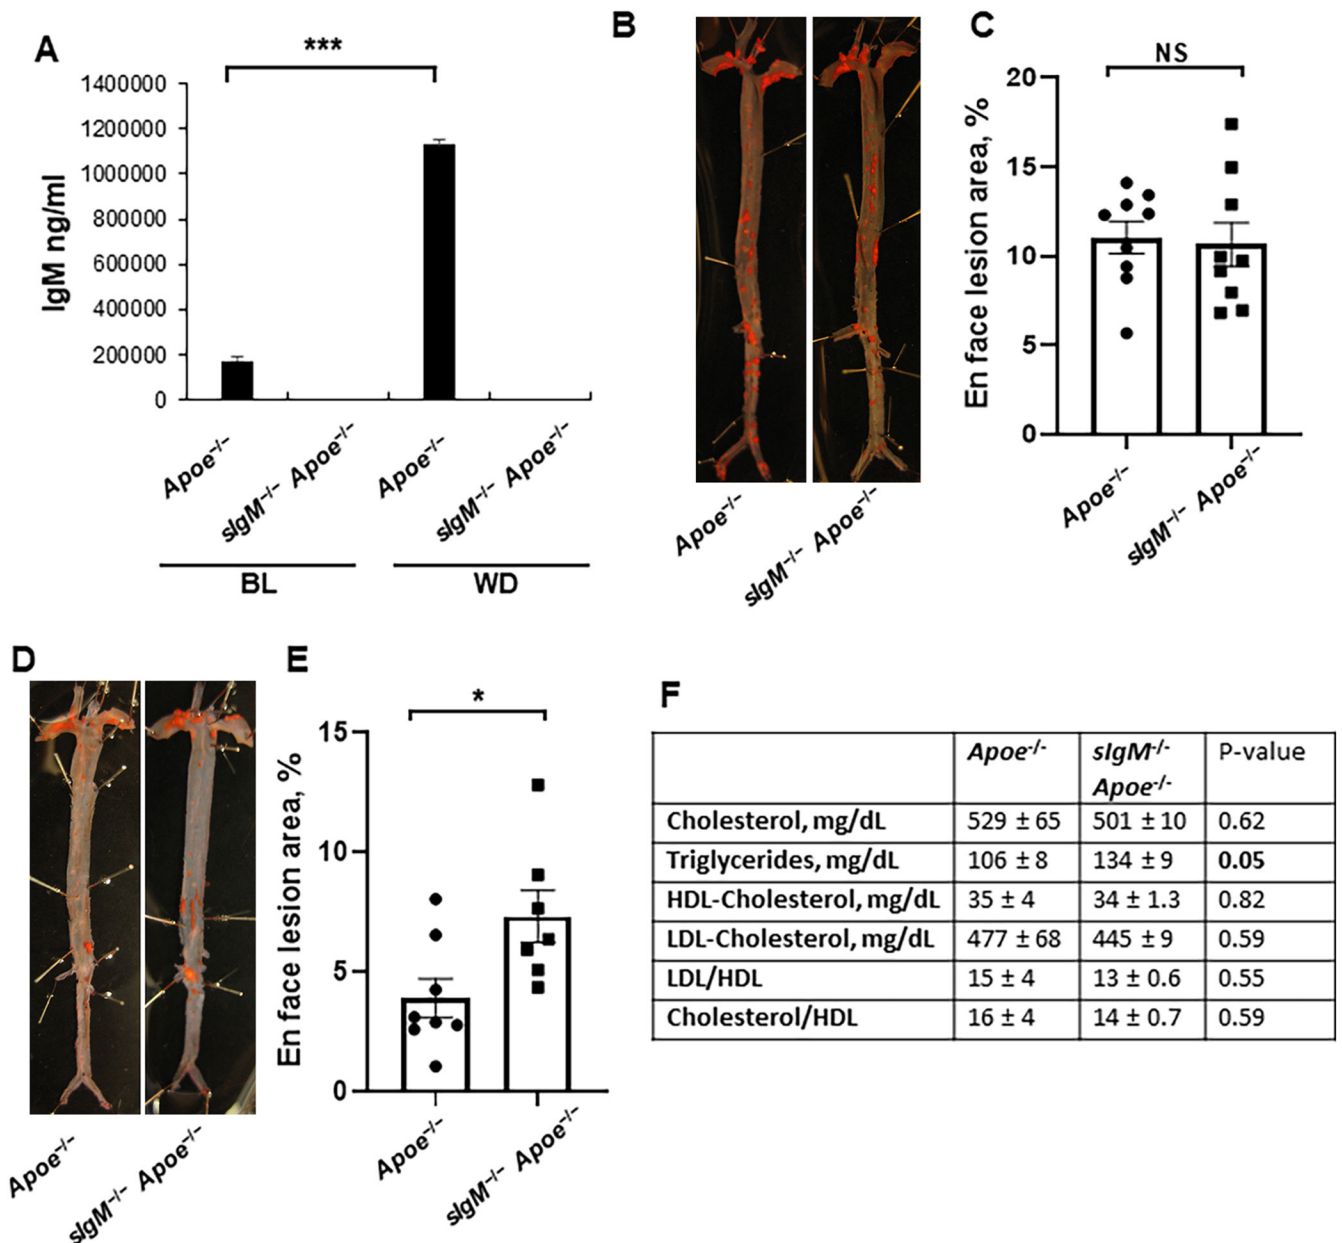 A
***
IgM ng/ml
1400000
1200000
1000000
800000
600000
400000
200000
0
Apoe⁻/⁻
sIgM⁻/⁻ Apoe⁻/⁻
Apoe⁻/⁻
sIgM⁻/⁻ Apoe⁻/⁻
BL
WD
B
Apoe⁻/⁻
sIgM⁻/⁻ Apoe⁻/⁻
C
NS
En face lesion area, %
20
15
10
5
0
Apoe⁻/⁻
sIgM⁻/⁻ Apoe⁻/⁻
D
Apoe⁻/⁻
sIgM⁻/⁻ Apoe⁻/⁻
E
*
En face lesion area, %
15
10
5
0
Apoe⁻/⁻
sIgM⁻/⁻ Apoe⁻/⁻
F
Apoe⁻/⁻ sIgM⁻/⁻ P-value
Apoe⁻/⁻
Cholesterol, mg/dL 529 ± 65 501 ± 10 0.62
Triglycerides, mg/dL 106 ± 8 134 ± 9 0.05
HDL-Cholesterol, mg/dL 35 ± 4 34 ± 1.3 0.82
LDL-Cholesterol, mg/dL 477 ± 68 445 ± 9 0.59
LDL/HDL 15 ± 4 13 ± 0.6 0.55
Cholesterol/HDL 16 ± 4 14 ± 0.7 0.59